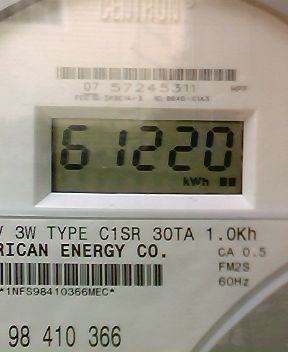 CENTRON
07 57245311
61220
kWh
V 3W TYPE C1SR 30TA 1.0Kh
RICAN ENERGY CO.
CA 0.5
FM2S
60Hz
*1NFS98410366MEC*
98 410 366